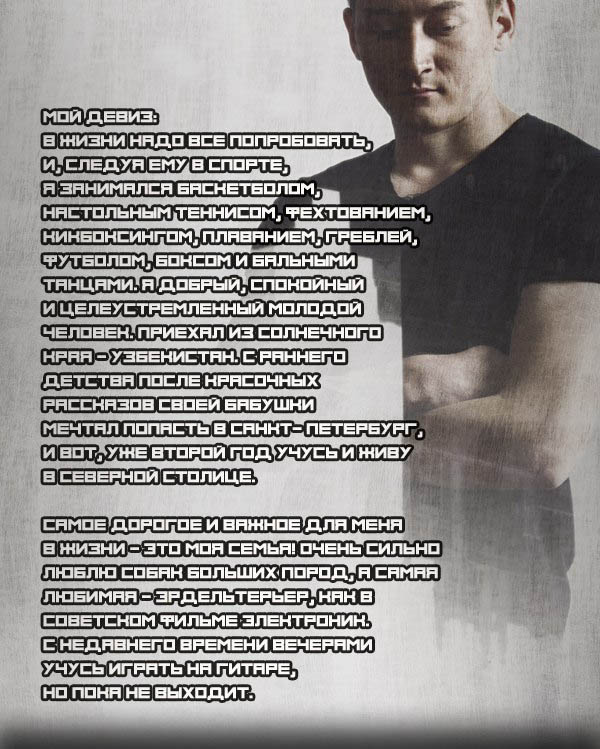 МОЙ ДЕВИЗ:
В ЖИЗНИ НАДО ВСЕ ПОПРОБОВАТЬ,
И, СЛЕДУЯ ЕМУ В СПОРТЕ,
Я ЗАНИМАЛСЯ БАСКЕТБОЛОМ,
НАСТОЛЬНЫМ ТЕННИСОМ, ФЕХТОВАНИЕМ,
КИКБОКСИНГОМ, ПЛАВАНИЕМ, ГРЕБЛЕЙ,
ФУТБОЛОМ, БОКСОМ И БАЛЬНЫМИ
ТАНЦАМИ. Я ДОБРЫЙ, СПОКОЙНЫЙ
И ЦЕЛЕУСТРЕМЛЕННЫЙ МОЛОДОЙ
ЧЕЛОВЕК. ПРИЕХАЛ ИЗ СОЛНЕЧНОГО
КРАЯ - УЗБЕКИСТАН. С РАННЕГО
ДЕТСТВА ПОСЛЕ КРАСОЧНЫХ
РАССКАЗОВ СВОЕЙ БАБУШКИ
МЕЧТАЛ ПОПАСТЬ В САНКТ- ПЕТЕРБУРГ,
И ВОТ, УЖЕ ВТОРОЙ ГОД УЧУСЬ И ЖИВУ
В СЕВЕРНОЙ СТОЛИЦЕ.
САМОЕ ДОРОГОЕ И ВАЖНОЕ ДЛЯ МЕНЯ
В ЖИЗНИ - ЭТО МОЯ СЕМЬЯ! ОЧЕНЬ СИЛЬНО
ЛЮБЛЮ СОБАК БОЛЬШИХ ПОРОД, А САМАЯ
ЛЮБИМАЯ - ЭРДЕЛЬТЕРЬЕР, КАК В
СОВЕТСКОМ ФИЛЬМЕ ЭЛЕКТРОНИК.
С НЕДАВНЕГО ВРЕМЕНИ ВЕЧЕРАМИ
УЧУСЬ ИГРАТЬ НА ГИТАРЕ,
НО ПОКА НЕ ВЫХОДИТ.